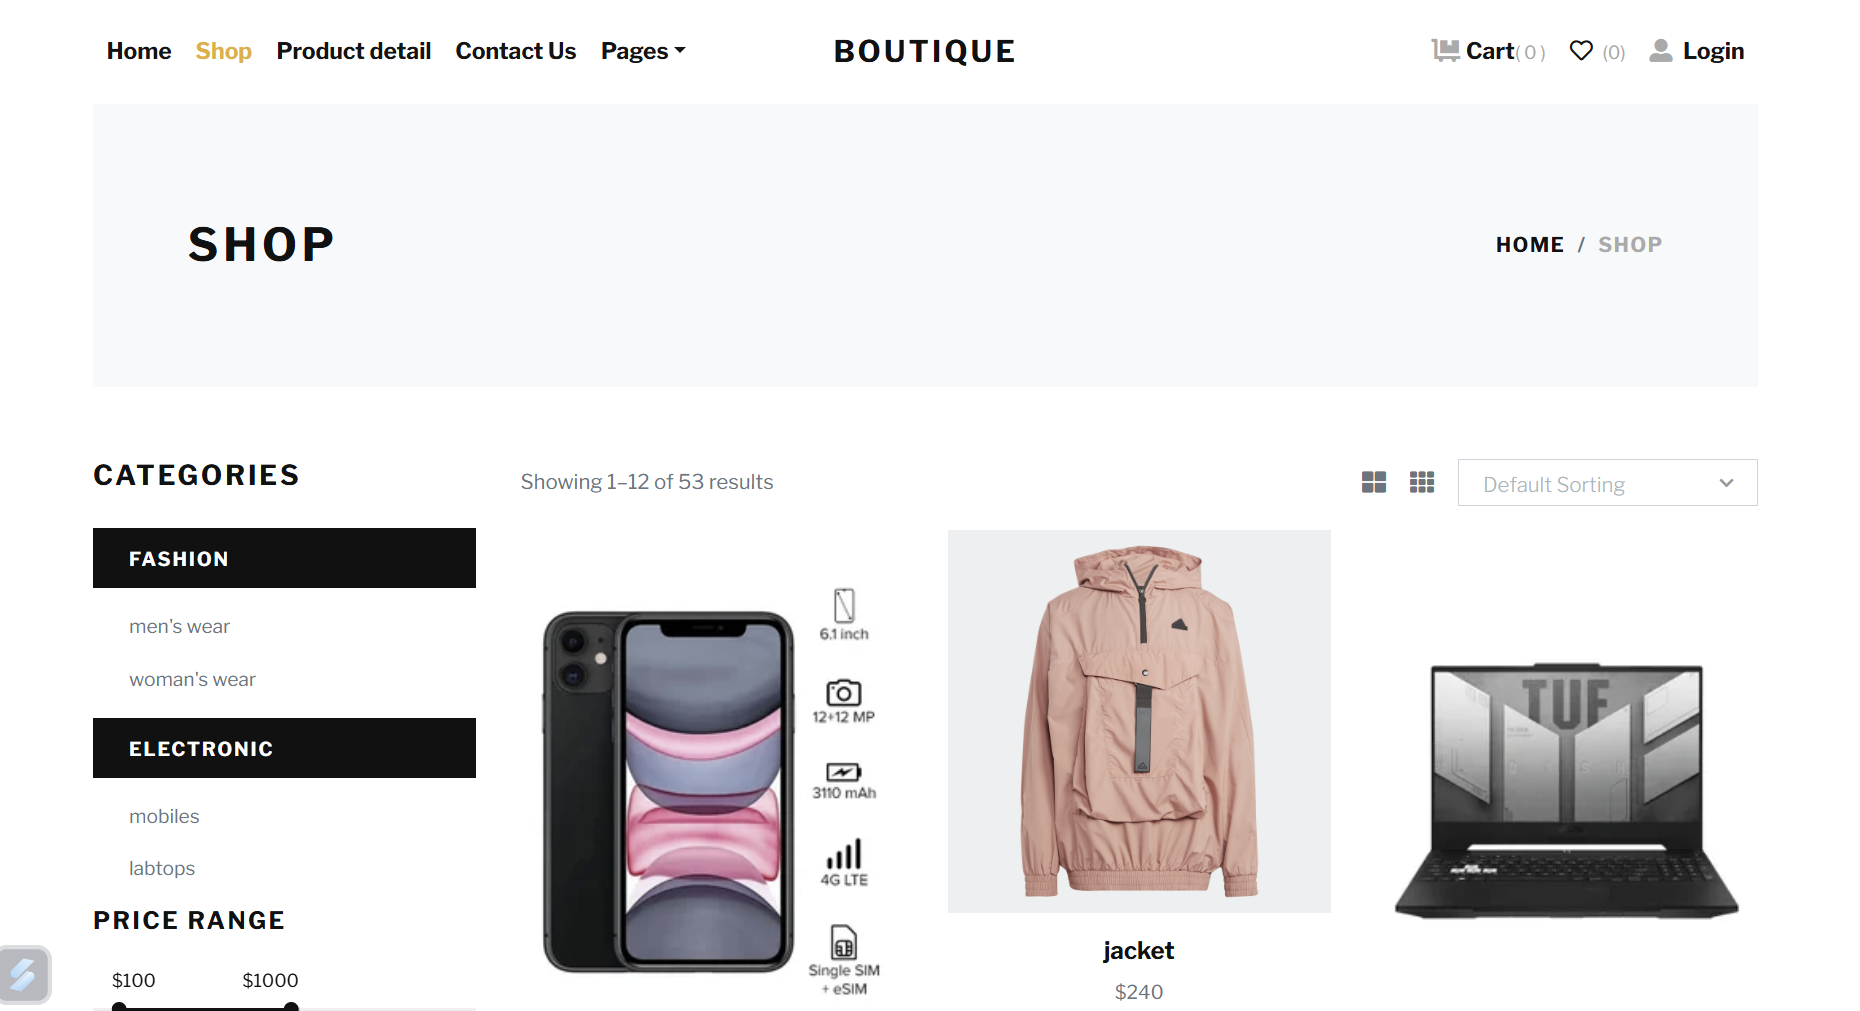 Home Shop Product detail Contact Us Pages BOUTIQUE Cart( 0 ) (0) Login
SHOP
HOME / SHOP
CATEGORIES
FASHION
men's wear
woman's wear
ELECTRONIC
mobiles
labtops
PRICE RANGE
$100 $1000
Showing 1–12 of 53 results
Default Sorting
6.1 inch
12+12 MP
3110 mAh
4G LTE
Single SIM
+ eSIM
jacket
$240
TUF